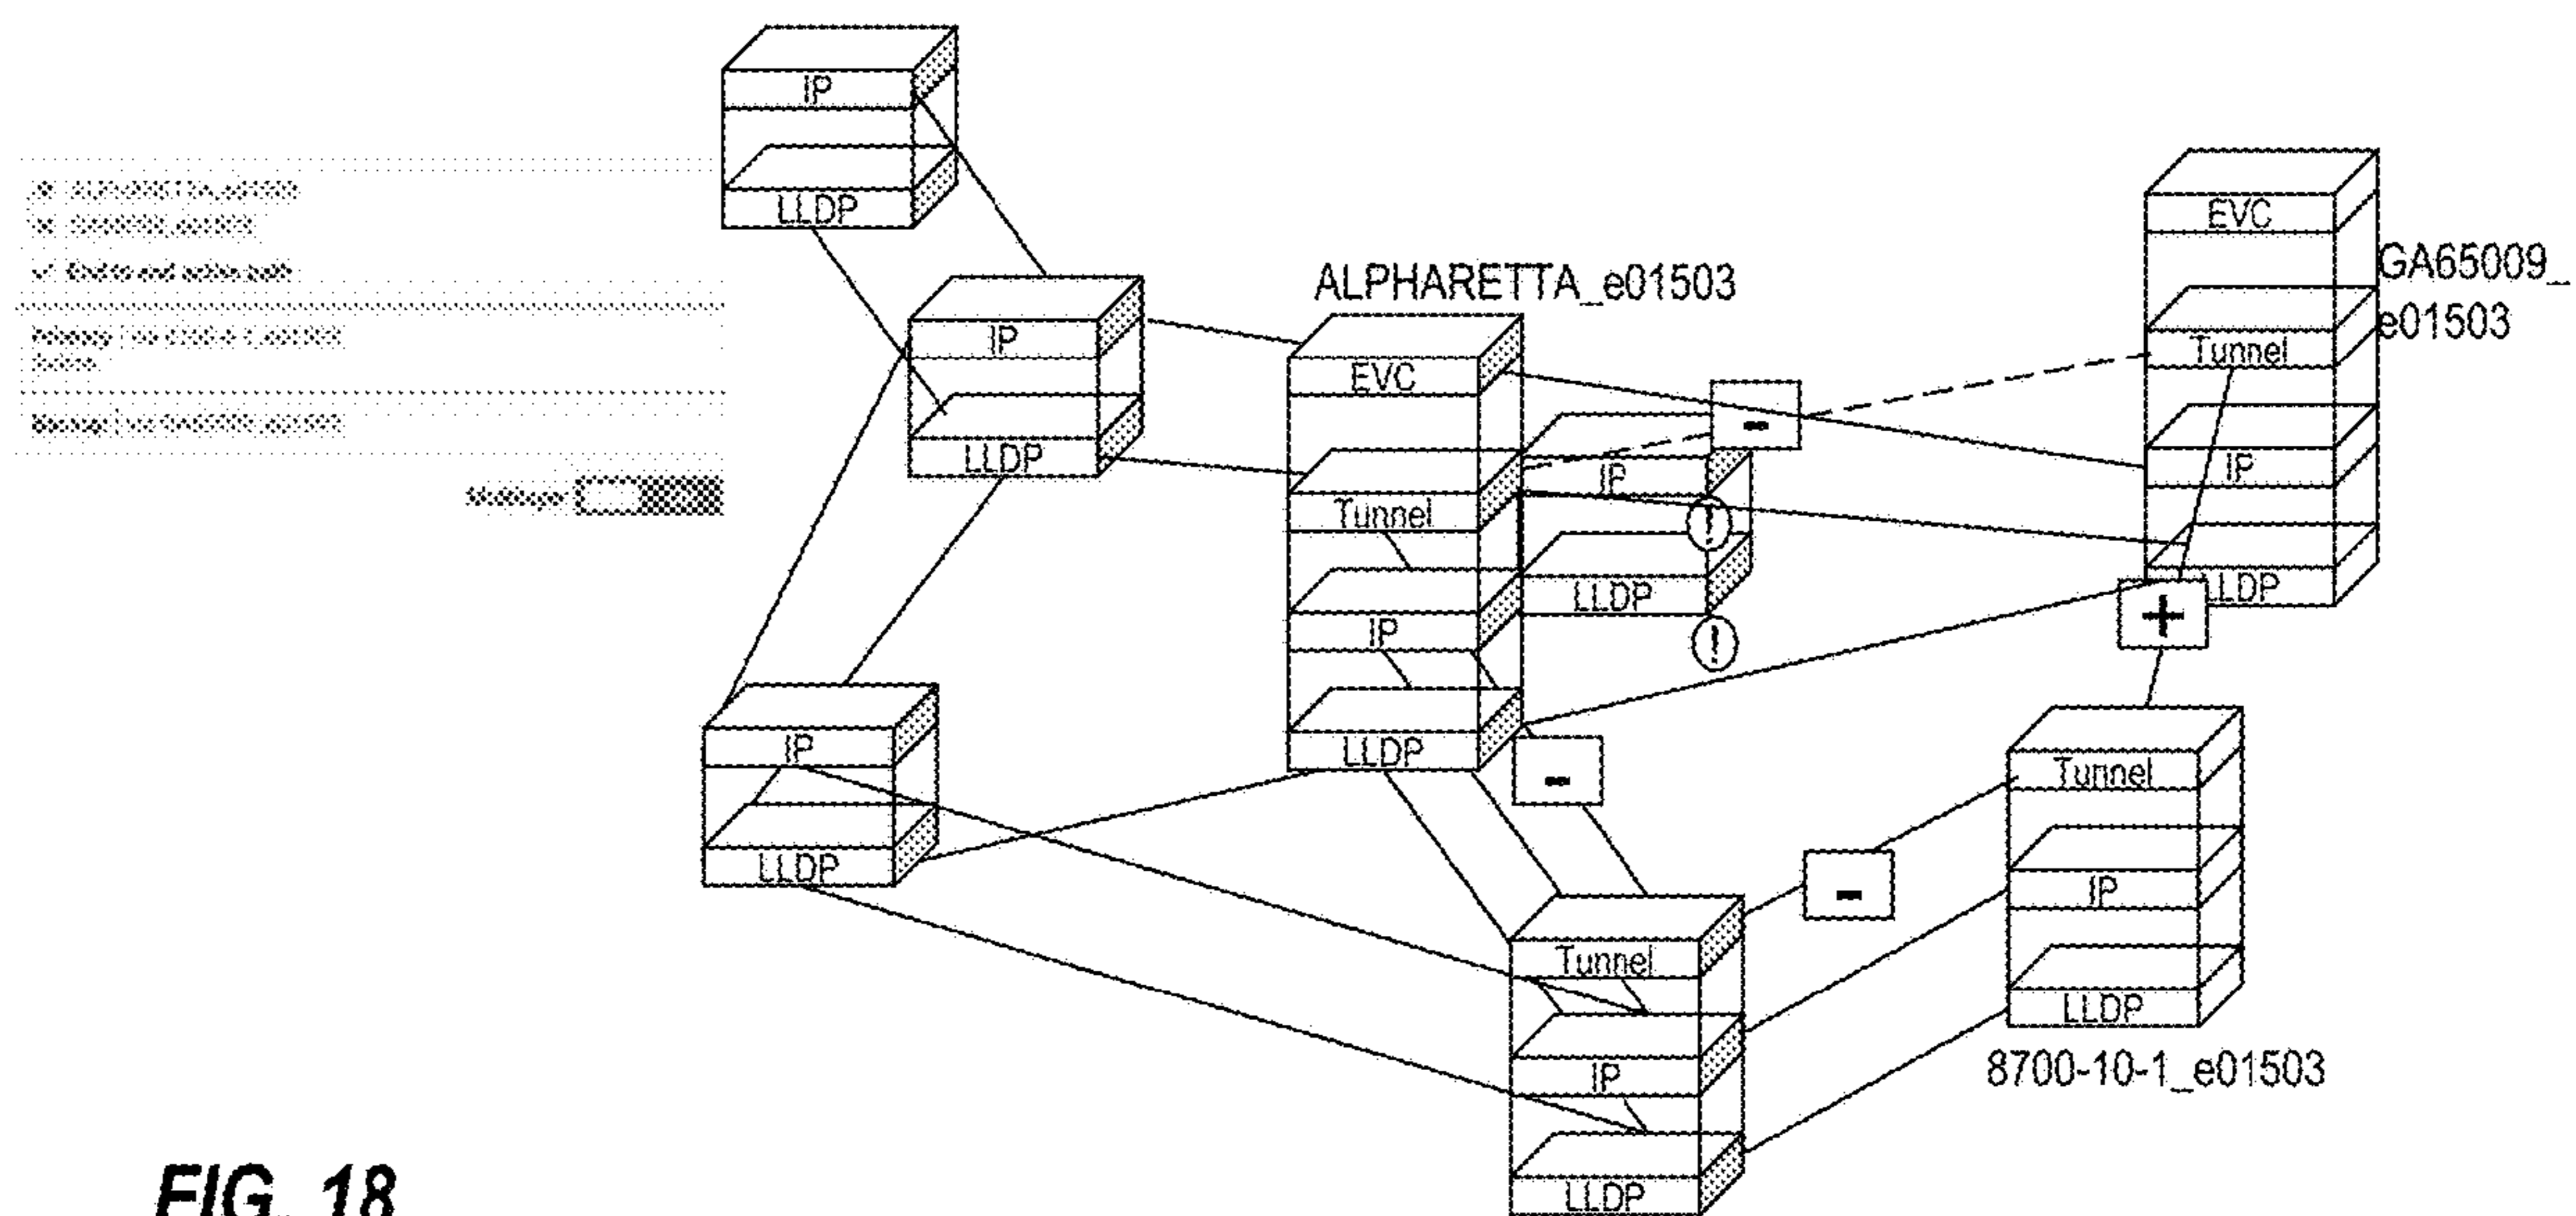 IP
LLDP
IP
LLDP
ALPHARETTA_e01503
EVC
Tunnel
IP
LLDP
IP
LLDP
!
!
-
EVC
Tunnel
IP
LLDP
GA65009_
e01503
+
-
IP
LLDP
-
Tunnel
IP
LLDP
Tunnel
IP
LLDP
8700-10-1_e01503
FIG. 18